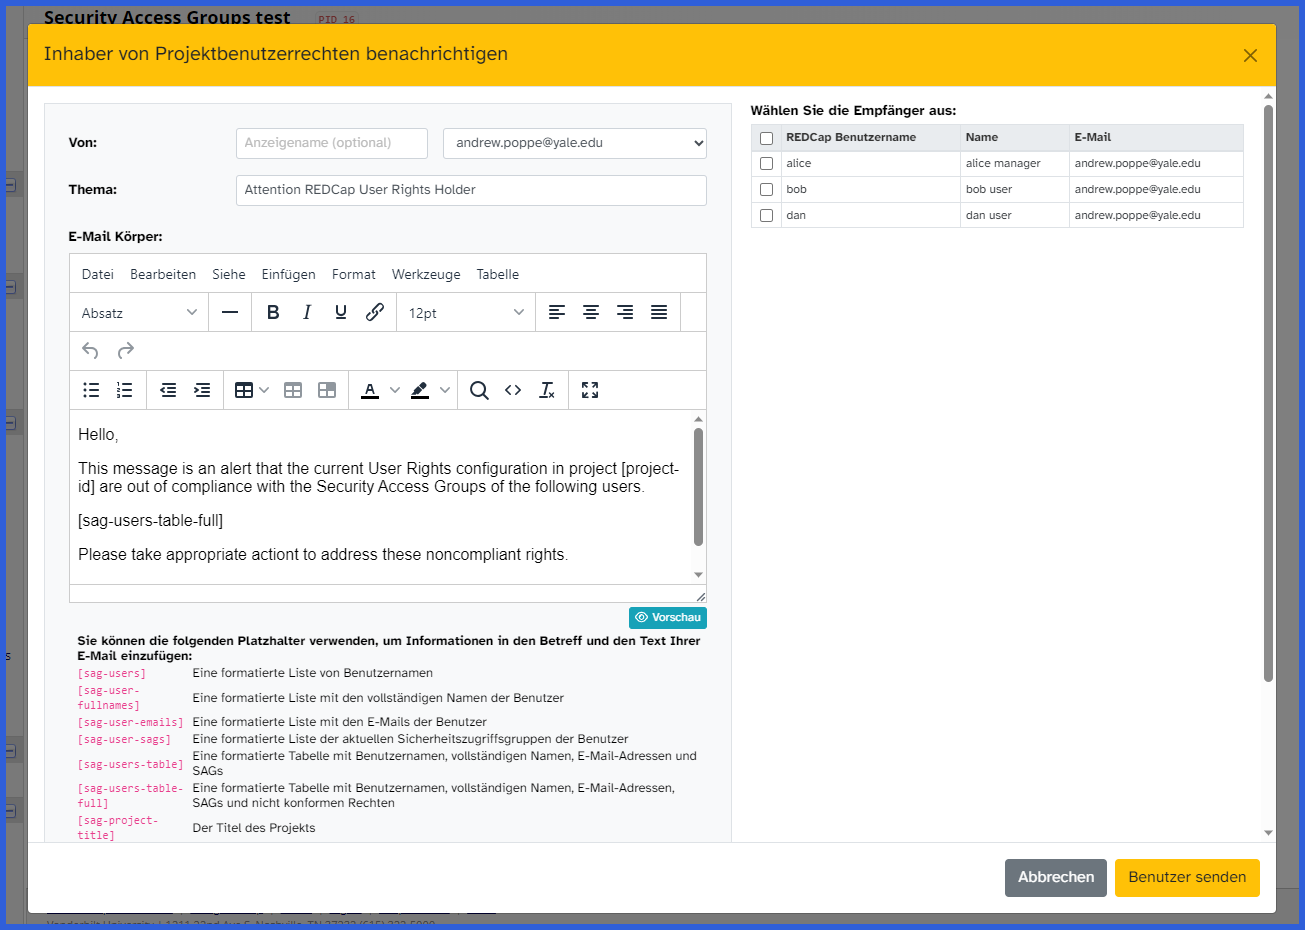 Security Access Groups test PID 16
Inhaber von Projektbenutzerrechten benachrichtigen
Von:
Anzeigename (optional)
andrew.poppe@yale.edu
Thema:
Attention REDCap User Rights Holder
E-Mail Körper:
Datei Bearbeiten Siehe Einfügen Format Werkzeuge Tabelle
Absatz
B I U
12pt
Hello,
This message is an alert that the current User Rights configuration in project [project-
id] are out of compliance with the Security Access Groups of the following users.
[sag-users-table-full]
Please take appropriate actiont to address these noncompliant rights.
Vorschau
Sie können die folgenden Platzhalter verwenden, um Informationen in den Betreff und den Text Ihrer
E-Mail einzufügen:
[sag-users] Eine formatierte Liste von Benutzernamen
[sag-user-
fullnames] Eine formatierte Liste mit den vollständigen Namen der Benutzer
[sag-user-emails] Eine formatierte Liste mit den E-Mails der Benutzer
[sag-user-sags] Eine formatierte Liste der aktuellen Sicherheitszugriffsgruppen der Benutzer
[sag-users-table] Eine formatierte Tabelle mit Benutzernamen, vollständigen Namen, E-Mail-Adressen und
SAGs
[sag-users-table- Eine formatierte Tabelle mit Benutzernamen, vollständigen Namen, E-Mail-Adressen,
full] SAGs und nicht konformen Rechten
[sag-project-
title] Der Titel des Projekts
Wählen Sie die Empfänger aus:
REDCap Benutzername Name E-Mail
alice alice manager andrew.poppe@yale.edu
bob bob user andrew.poppe@yale.edu
dan dan user andrew.poppe@yale.edu
Abbrechen
Benutzer senden